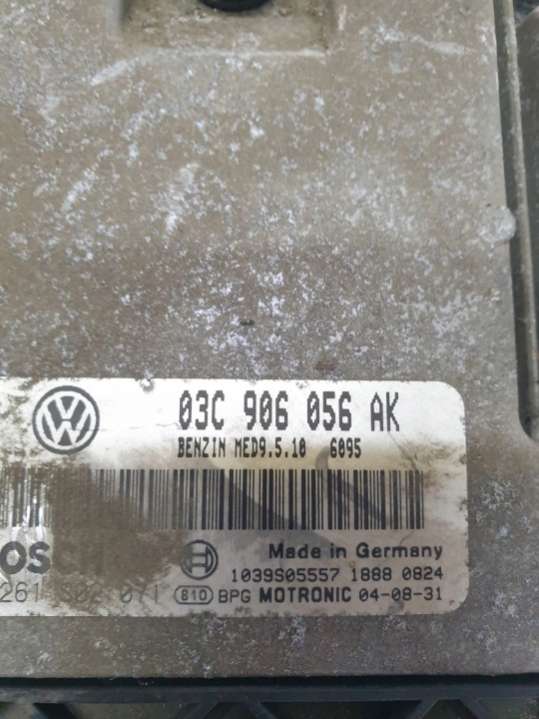 03C 906 056 AK
BENZIN MED9.5.10 6095
Made in Germany
1039S05557 1888 0824
810 BPG MOTRONIC 04-08-31